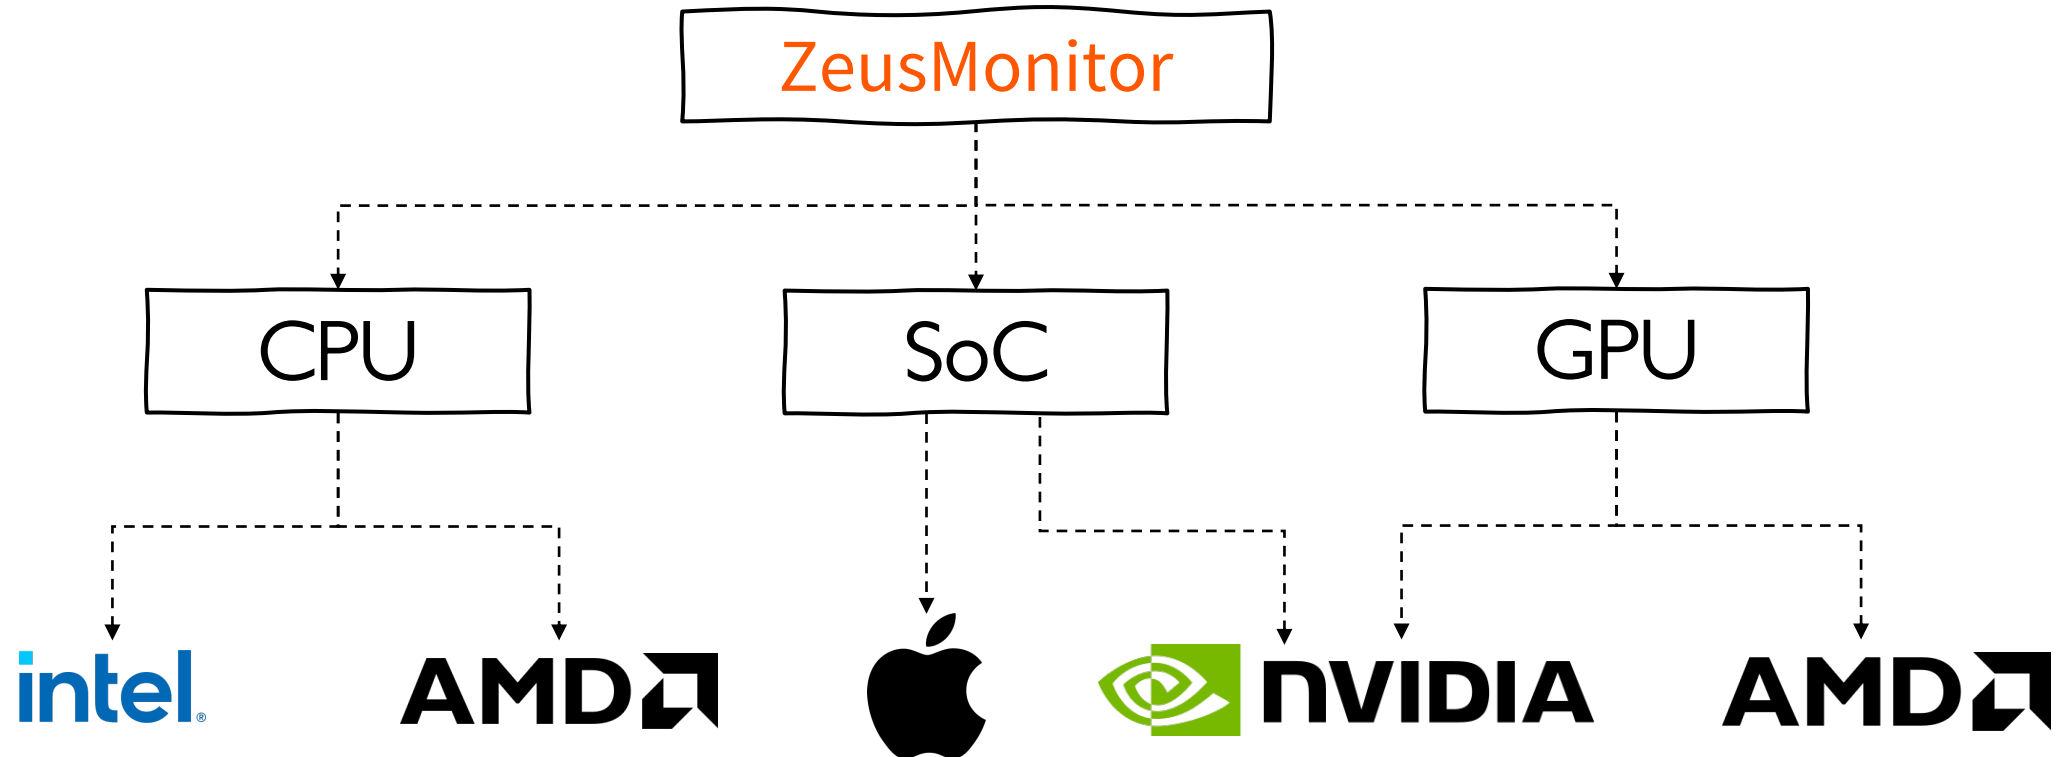 ZeusMonitor
CPU
SoC
GPU
intel®
AMD
NVIDIA
AMD